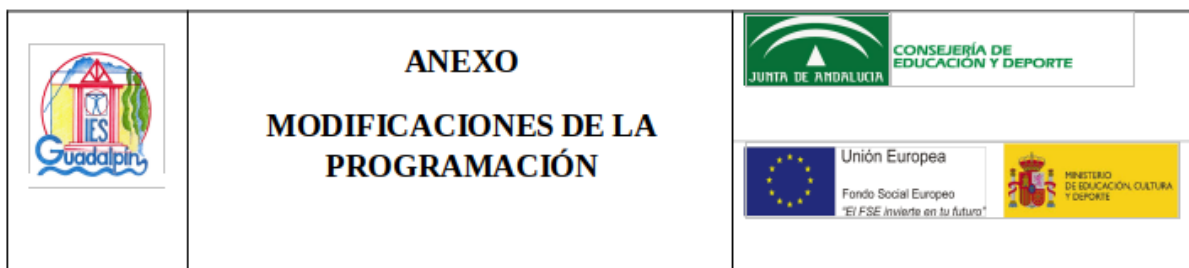 IES
Guadalpín
ANEXO
MODIFICACIONES DE LA
PROGRAMACIÓN
JUNTA DE ANDALUCIA
CONSEJERÍA DE
EDUCACIÓN Y DEPORTE
Unión Europea
Fondo Social Europeo
"El FSE invierte en tu futuro"
MINISTERIO
DE EDUCACIÓN, CULTURA
Y DEPORTE